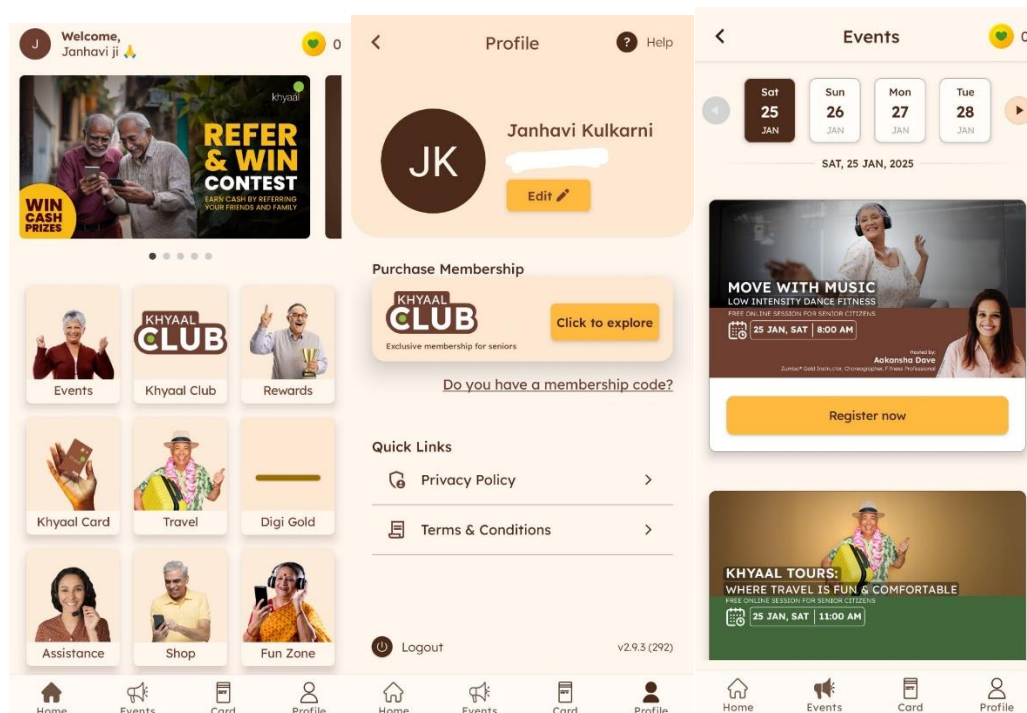 J
Welcome,
Janhavi ji 🙏
0
khyaal
REFER
& WIN
CONTEST
EARN CASH BY REFERRING
YOUR FRIENDS AND FAMILY
WIN
CASH
PRIZES
Events
KHYAAL
CLUB
Khyaal Club
Rewards
Khyaal Card
Travel
Digi Gold
Assistance
Shop
Fun Zone
Home
Events
Card
Profile
Profile
? Help
JK
Janhavi Kulkarni
Edit
Purchase Membership
KHYAAL
CLUB
Exclusive membership for seniors
Click to explore
Do you have a membership code?
Quick Links
Privacy Policy
Terms & Conditions
Logout
v2.9.3 (292)
Home
Events
Card
Profile
Events
0
Sat
25
JAN
Sun
26
JAN
Mon
27
JAN
Tue
28
JAN
SAT, 25 JAN, 2025
MOVE WITH MUSIC
LOW INTENSITY DANCE FITNESS
FREE ONLINE SESSION FOR SENIOR CITIZENS
25 JAN, SAT | 8:00 AM
Hosted by:
Aakansha Dave
Zumba® Gold Instructor, Choreographer, Fitness Professional
Register now
KHYAAL TOURS:
WHERE TRAVEL IS FUN & COMFORTABLE
FREE ONLINE SESSION FOR SENIOR CITIZENS
25 JAN, SAT | 11:00 AM
Home
Events
Card
Profile